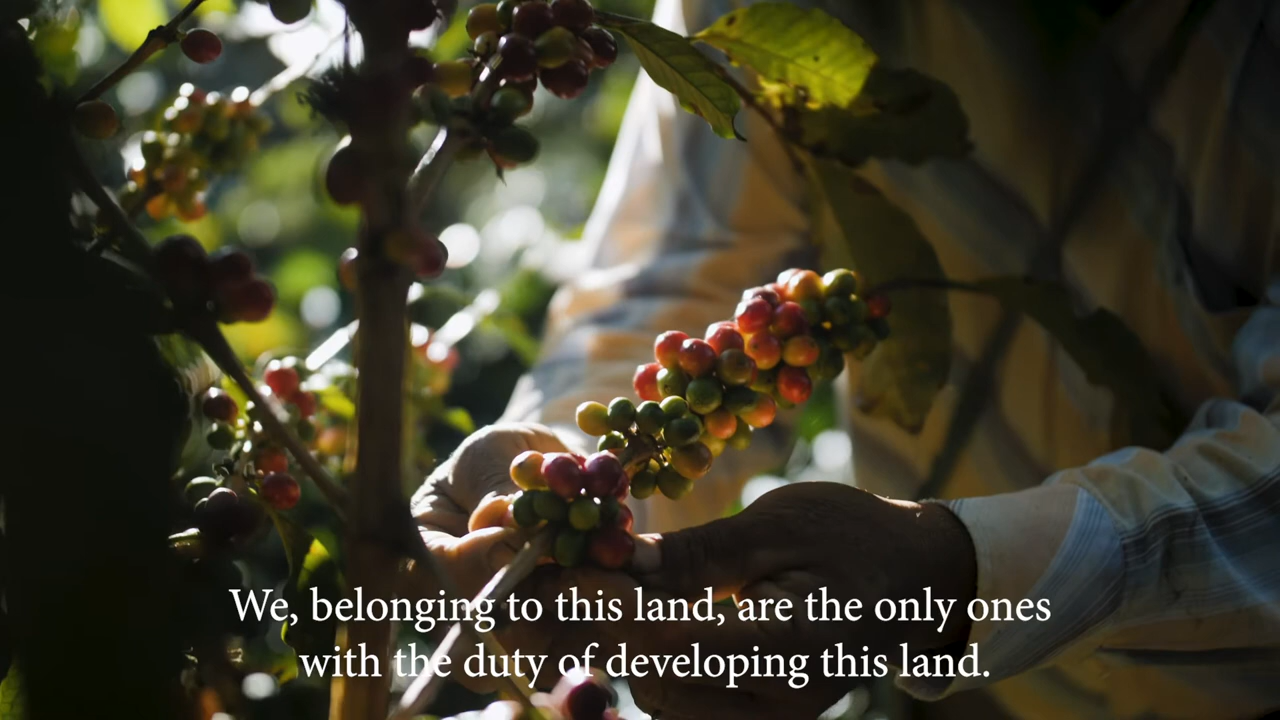 We, belonging to this land, are the only ones
with the duty of developing this land.